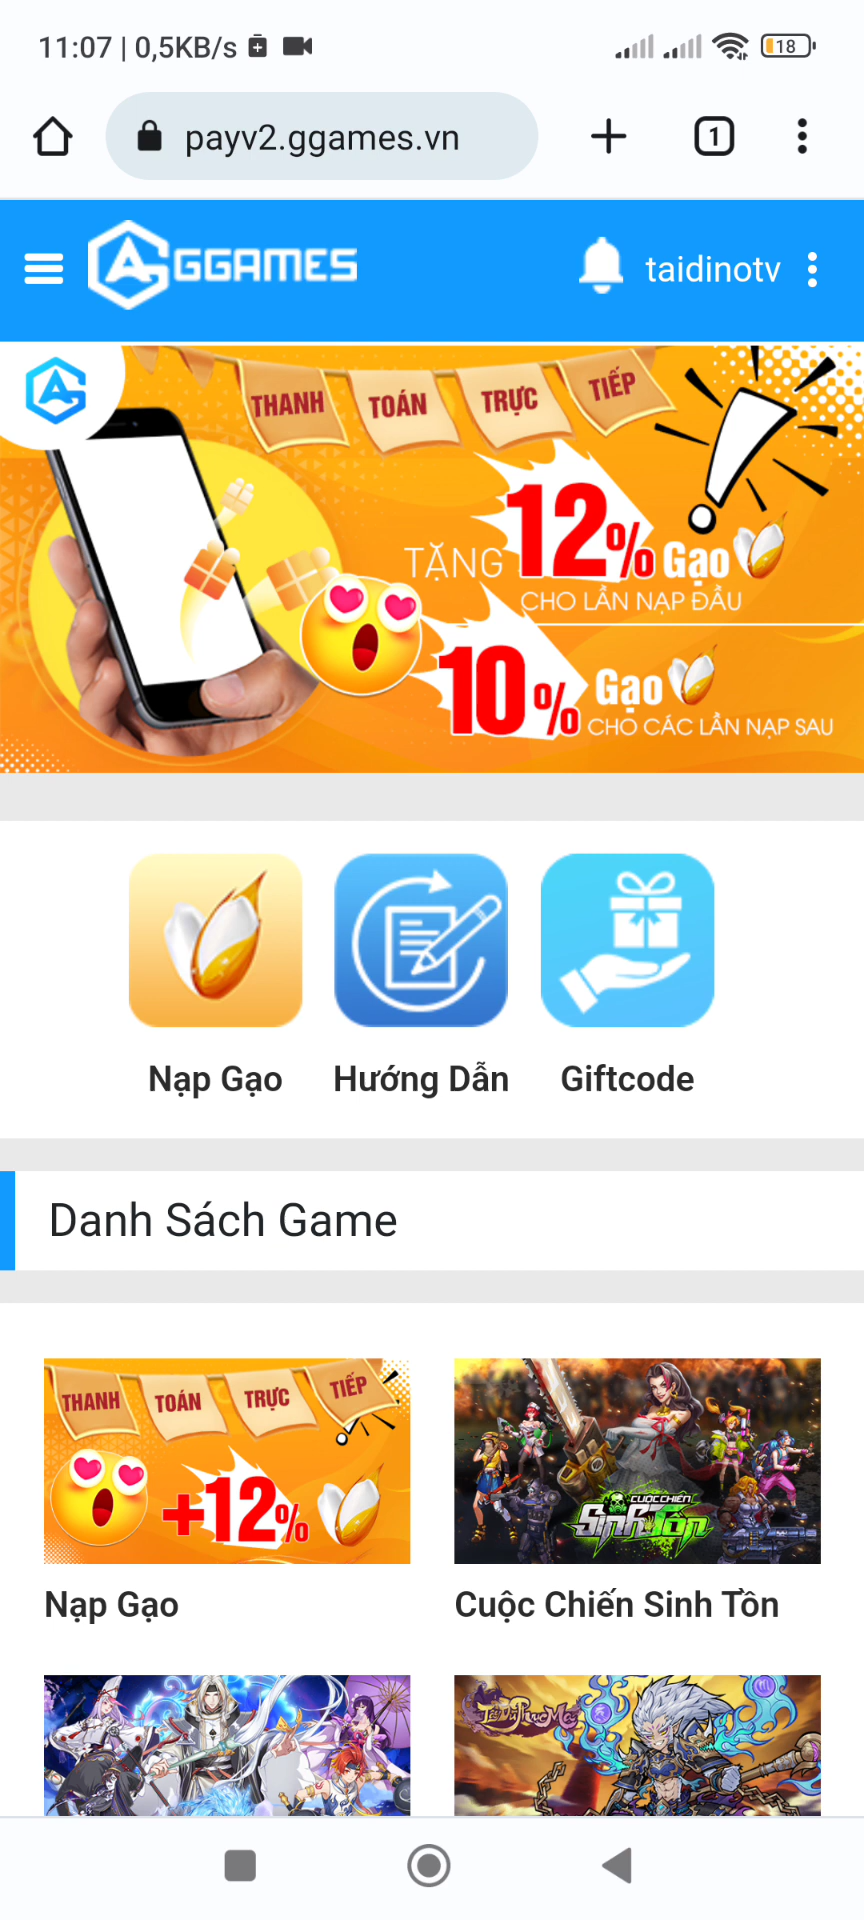 11:07 | 0,5KB/s
18
payv2.ggames.vn
1
GGAMES
taidinotv
THANH TOÁN TRỰC TIẾP
TẶNG 12% Gạo
CHO LẦN NẠP ĐẦU
10% Gạo
CHO CÁC LẦN NẠP SAU
Nạp Gạo
Hướng Dẫn
Giftcode
Danh Sách Game
THANH TOÁN TRỰC TIẾP
+12%
CUỘC CHIẾN
SINH TỒN
Nạp Gạo
Cuộc Chiến Sinh Tồn